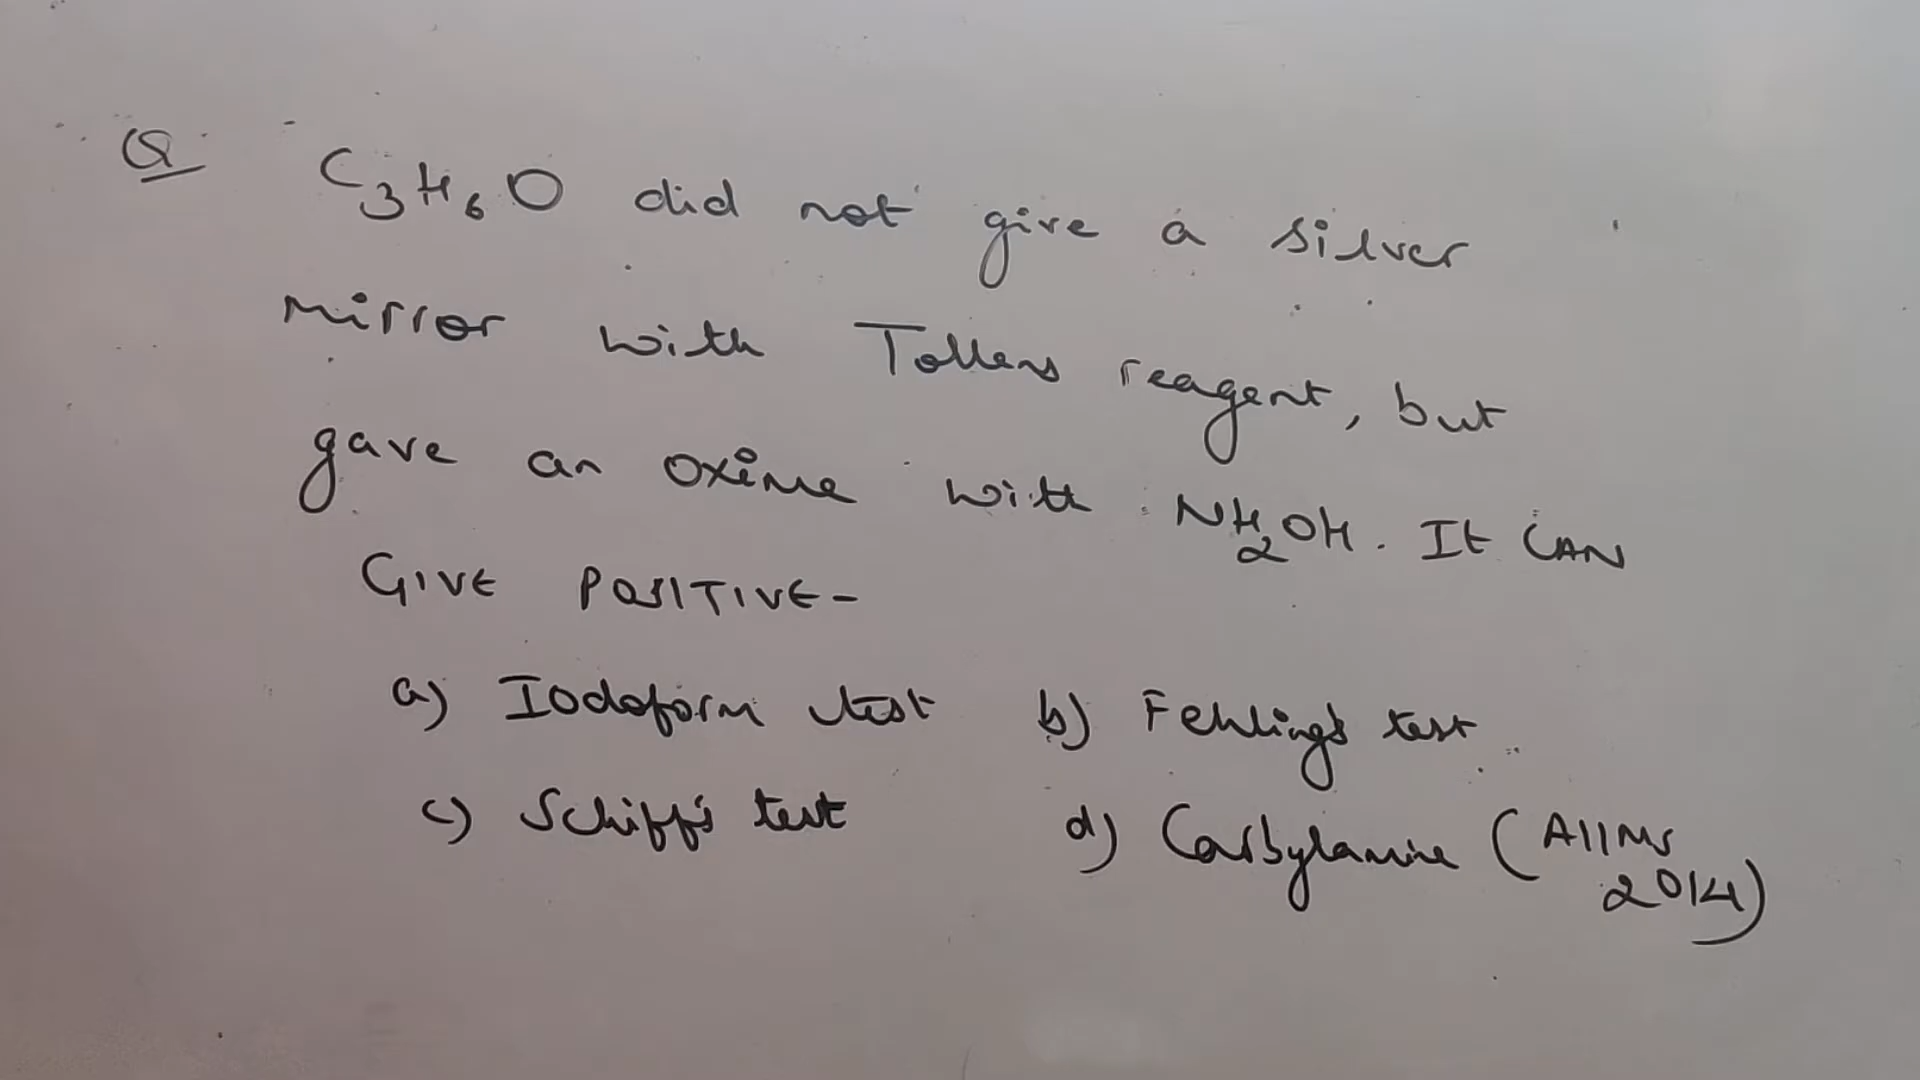 Q C₃H₆O did not give a silver
mirror with Tollens reagent, but
gave an oxime with NH₂OH. It CAN
GIVE POSITIVE-
a) Iodoform test b) Fehling's test
c) Schiff's test d) Carbylamine (AIIMS
2014)